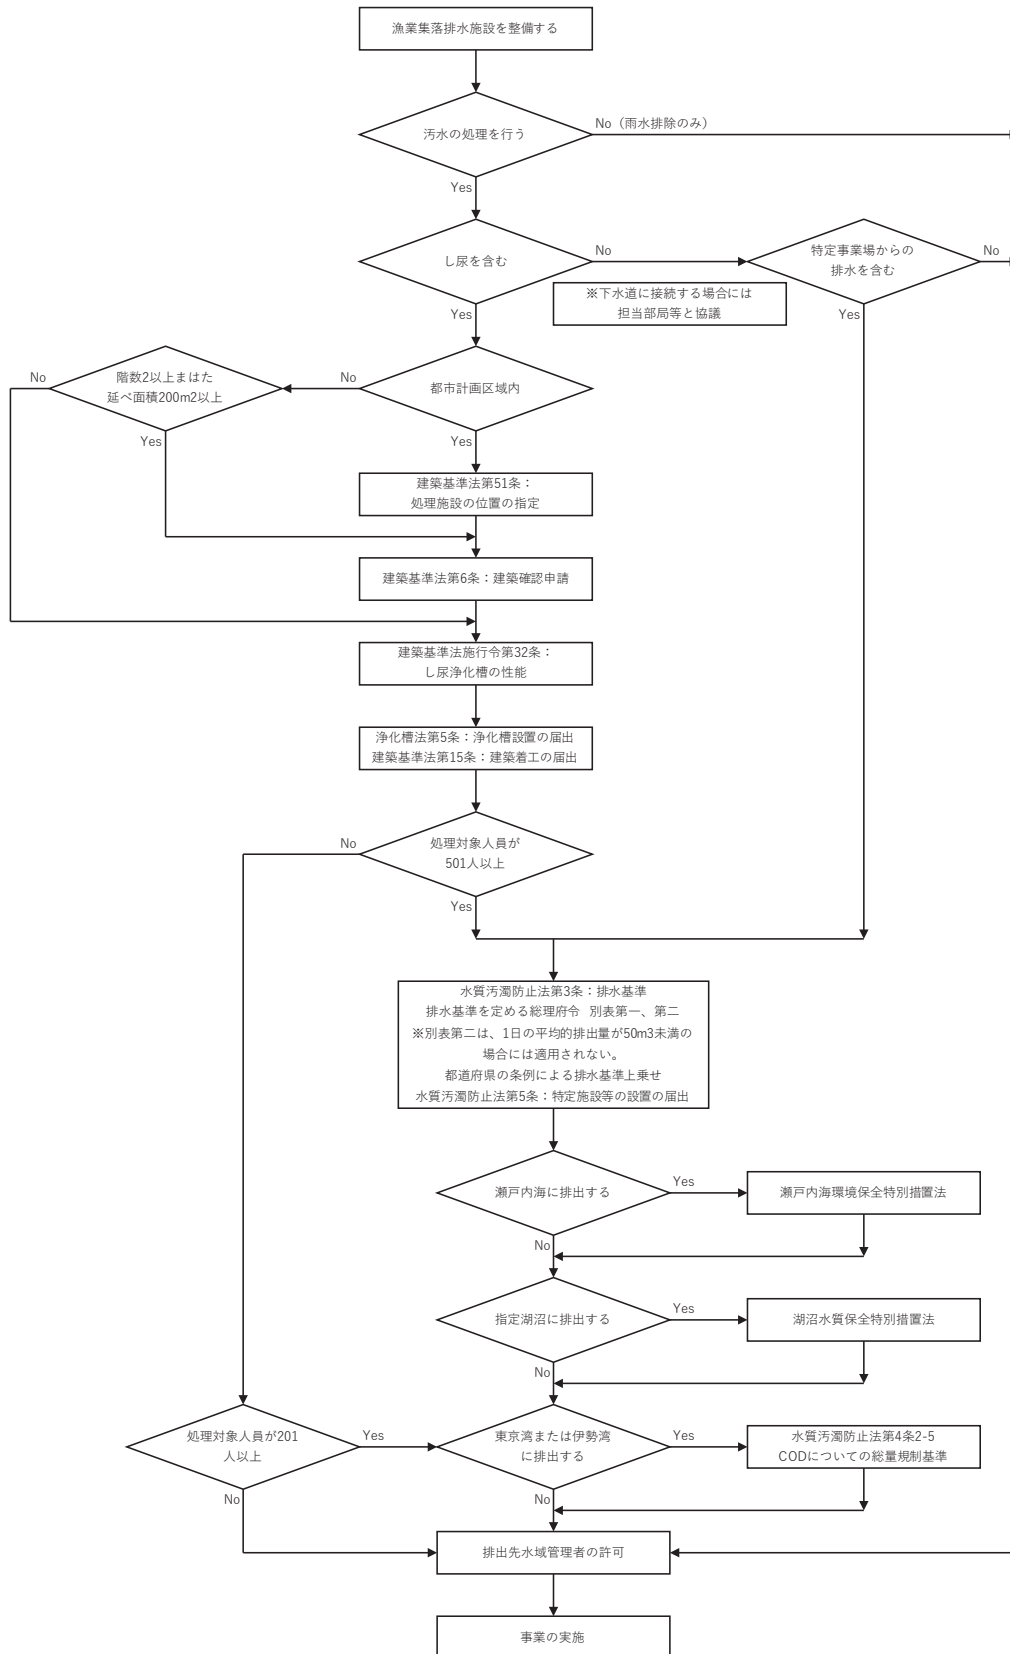 漁業集落排水施設を整備する
汚水の処理を行う
No（雨水排除のみ）
Yes
し尿を含む
No
特定事業場からの
排水を含む
No
※下水道に接続する場合には
担当部局等と協議
Yes
Yes
都市計画区域内
No
階数2以上まはた
延べ面積200m2以上
No
Yes
Yes
建築基準法第51条：
処理施設の位置の指定
建築基準法第6条：建築確認申請
建築基準法施行令第32条：
し尿浄化槽の性能
浄化槽法第5条：浄化槽設置の届出
建築基準法第15条：建築着工の届出
処理対象人員が
501人以上
No
Yes
水質汚濁防止法第3条：排水基準
排水基準を定める総理府令 別表第一、第二
※別表第二は、1日の平均的排出量が50m3未満の
場合には適用されない。
都道府県の条例による排水基準上乗せ
水質汚濁防止法第5条：特定施設等の設置の届出
瀬戸内海に排出する
Yes
瀬戸内海環境保全特別措置法
No
指定湖沼に排出する
Yes
湖沼水質保全特別措置法
No
処理対象人員が201
人以上
Yes
東京湾または伊勢湾
に排出する
Yes
水質汚濁防止法第4条2-5
CODについての総量規制基準
No
No
排出先水域管理者の許可
事業の実施